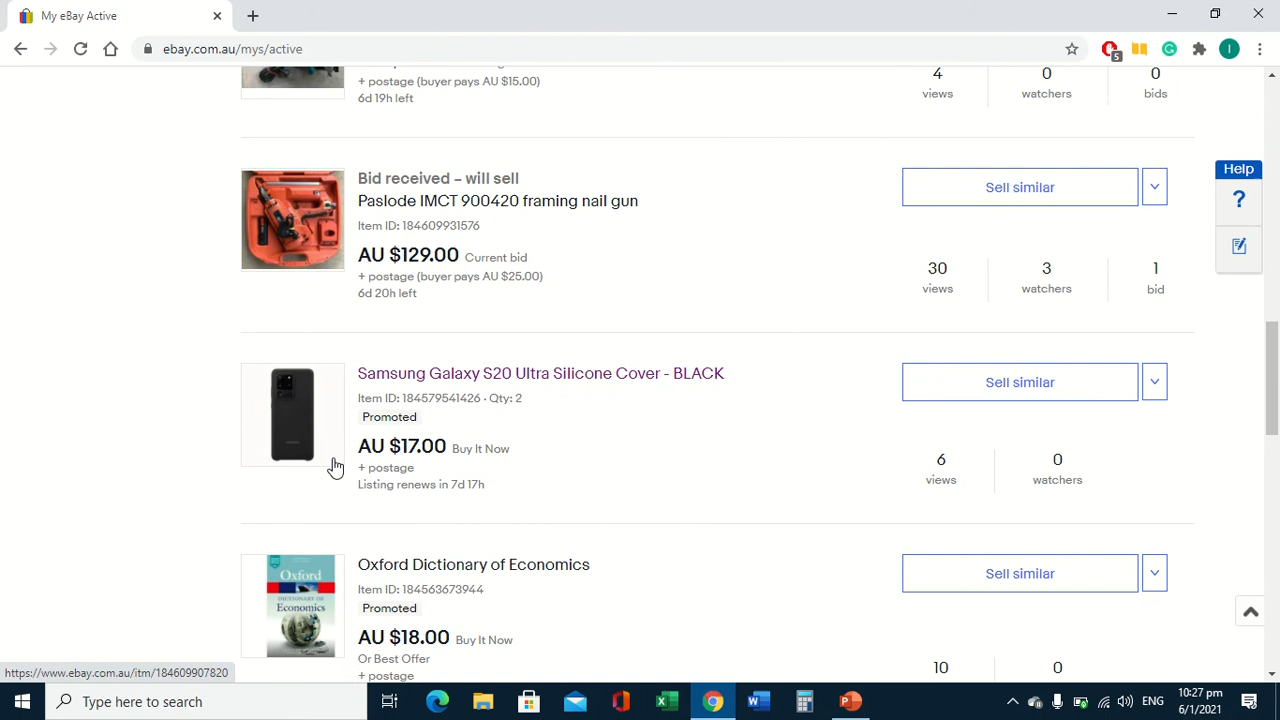 My eBay Active
ebay.com.au/mys/active
5
I
+ postage (buyer pays AU $15.00)
6d 19h left
4
views
0
watchers
0
bids
Bid received – will sell
Paslode IMCT 900420 framing nail gun
Item ID: 184609931576
AU $129.00 Current bid
+ postage (buyer pays AU $25.00)
6d 20h left
Sell similar
30
views
3
watchers
1
bid
Help
?
Samsung Galaxy S20 Ultra Silicone Cover - BLACK
Item ID: 184579541426 · Qty: 2
Promoted
AU $17.00 Buy It Now
+ postage
Listing renews in 7d 17h
Sell similar
6
views
0
watchers
Oxford
DICTIONARY OF
Economics
Oxford Dictionary of Economics
Item ID: 184563673944
Promoted
AU $18.00 Buy It Now
Or Best Offer
+ postage
Sell similar
10
0
https://www.ebay.com.au/itm/184609907820
Type here to search
ENG
10:27 pm
6/1/2021